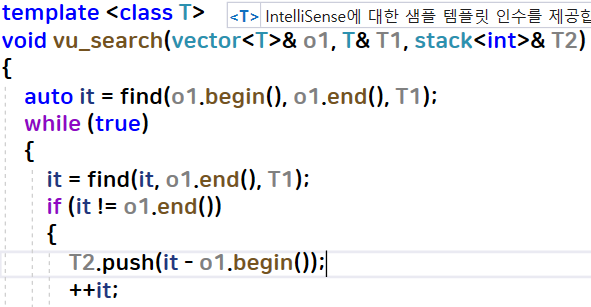 template <class T>
<T> IntelliSense에 대한 샘플 템플릿 인수를 제공합
void vu_search(vector<T>& o1, T& T1, stack<int>& T2)
{
auto it = find(o1.begin(), o1.end(), T1);
while (true)
{
it = find(it, o1.end(), T1);
if (it != o1.end())
{
T2.push(it - o1.begin());
++it;